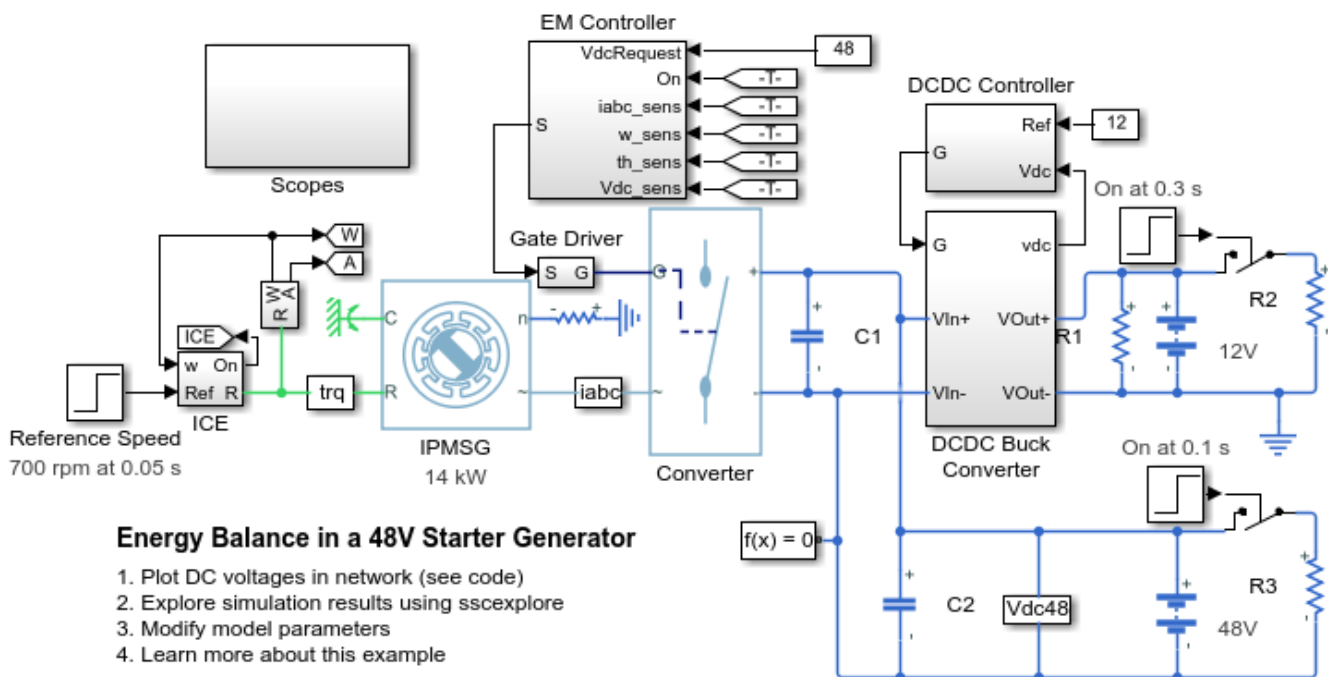 EM Controller
VdcRequest
48
On
-T-
iabc_sens
-T-
S
w_sens
-T-
th_sens
-T-
Vdc_sens
-T-
Scopes
DCDC Controller
Ref
12
G
Vdc
On at 0.3 s
Gate Driver
S G
W
A
R W A
ICE
w On
Ref R
ICE
trq
Reference Speed
700 rpm at 0.05 s
C
n
- +
R
~
IPMSG
14 kW
iabc
G
+
~
-
Converter
+
C1
-
G
vdc
VIn+
VOut+
VIn-
VOut-
DCDC Buck
Converter
R1
+
-
+
12V
-
R2
+
-
On at 0.1 s
f(x) = 0
+
C2
-
Vdc48
+
48V
-
R3
+
-
Energy Balance in a 48V Starter Generator
1. Plot DC voltages in network (see code)
2. Explore simulation results using sscexplore
3. Modify model parameters
4. Learn more about this example